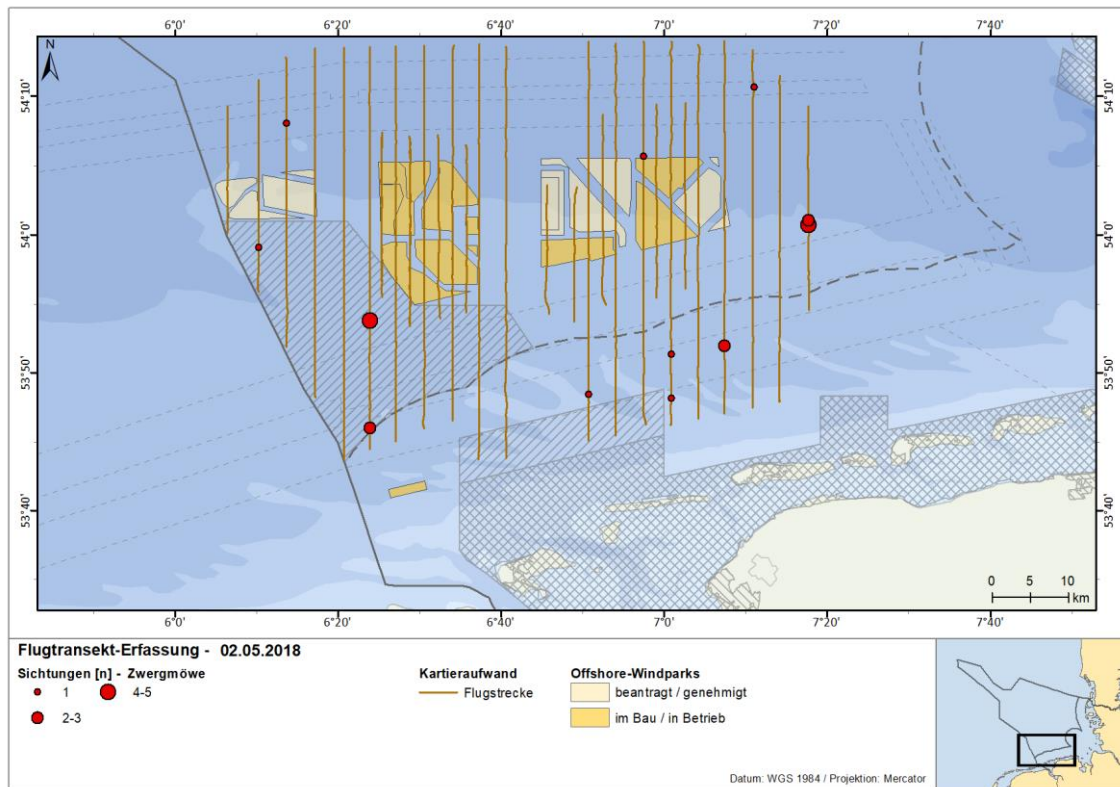 6°0' 6°20' 6°40' 7°0' 7°20' 7°40'
N
54°10' 54°10'
54°0' 54°0'
53°50' 53°50'
53°40' 53°40'
0 5 10
km
6°0' 6°20' 6°40' 7°0' 7°20' 7°40'
Flugtransekt-Erfassung - 02.05.2018
Sichtungen [n] - Zwergmöwe
1
4-5
2-3
Kartieraufwand
Flugstrecke
Offshore-Windparks
beantragt / genehmigt
im Bau / in Betrieb
Datum: WGS 1984 / Projektion: Mercator